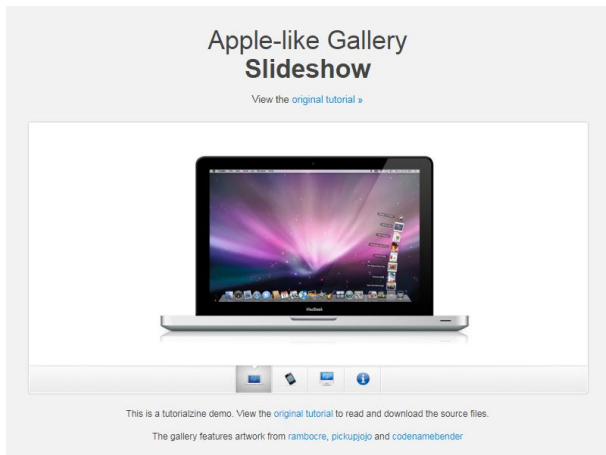 Apple-like Gallery
Slideshow
View the original tutorial »
MacBook
This is a tutorialzine demo. View the original tutorial to read and download the source files.
The gallery features artwork from rambocre, pickupjojo and codenamebender